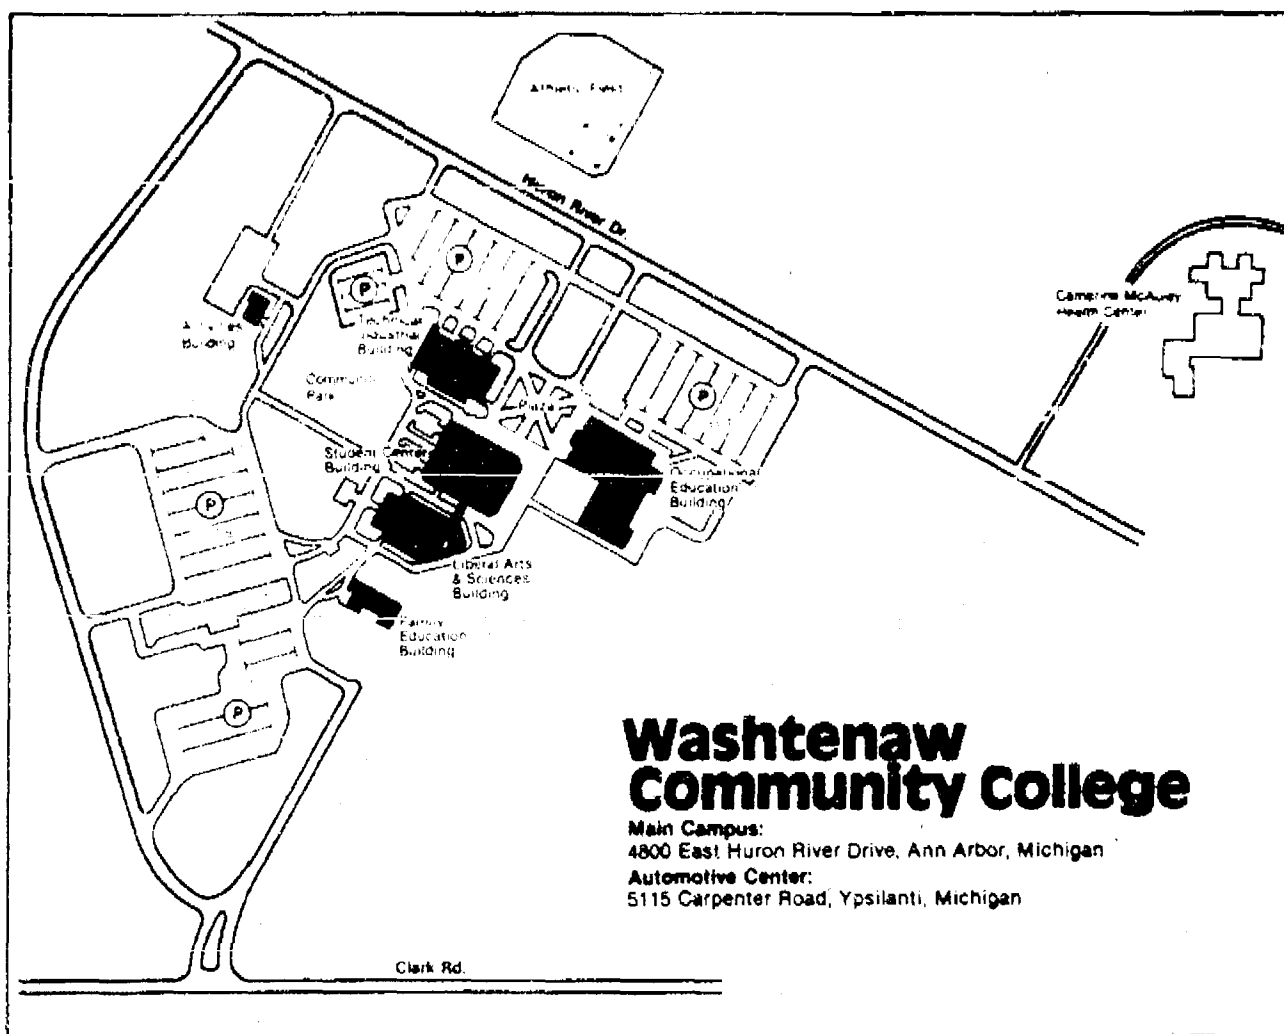 Athletic Field
Huron River Dr.
P
P
Technical
Industrial
Building
Activities
Building
Health Center
Community
Park
P
Plaza
Student Center
Building
Occupational
Education
Building
P
Liberal Arts
& Sciences
Building
Family
Education
Building
P
Washtenaw
Community College
Main Campus:
4800 East Huron River Drive, Ann Arbor, Michigan
Automotive Center:
5115 Carpenter Road, Ypsilanti, Michigan
Clark Rd.